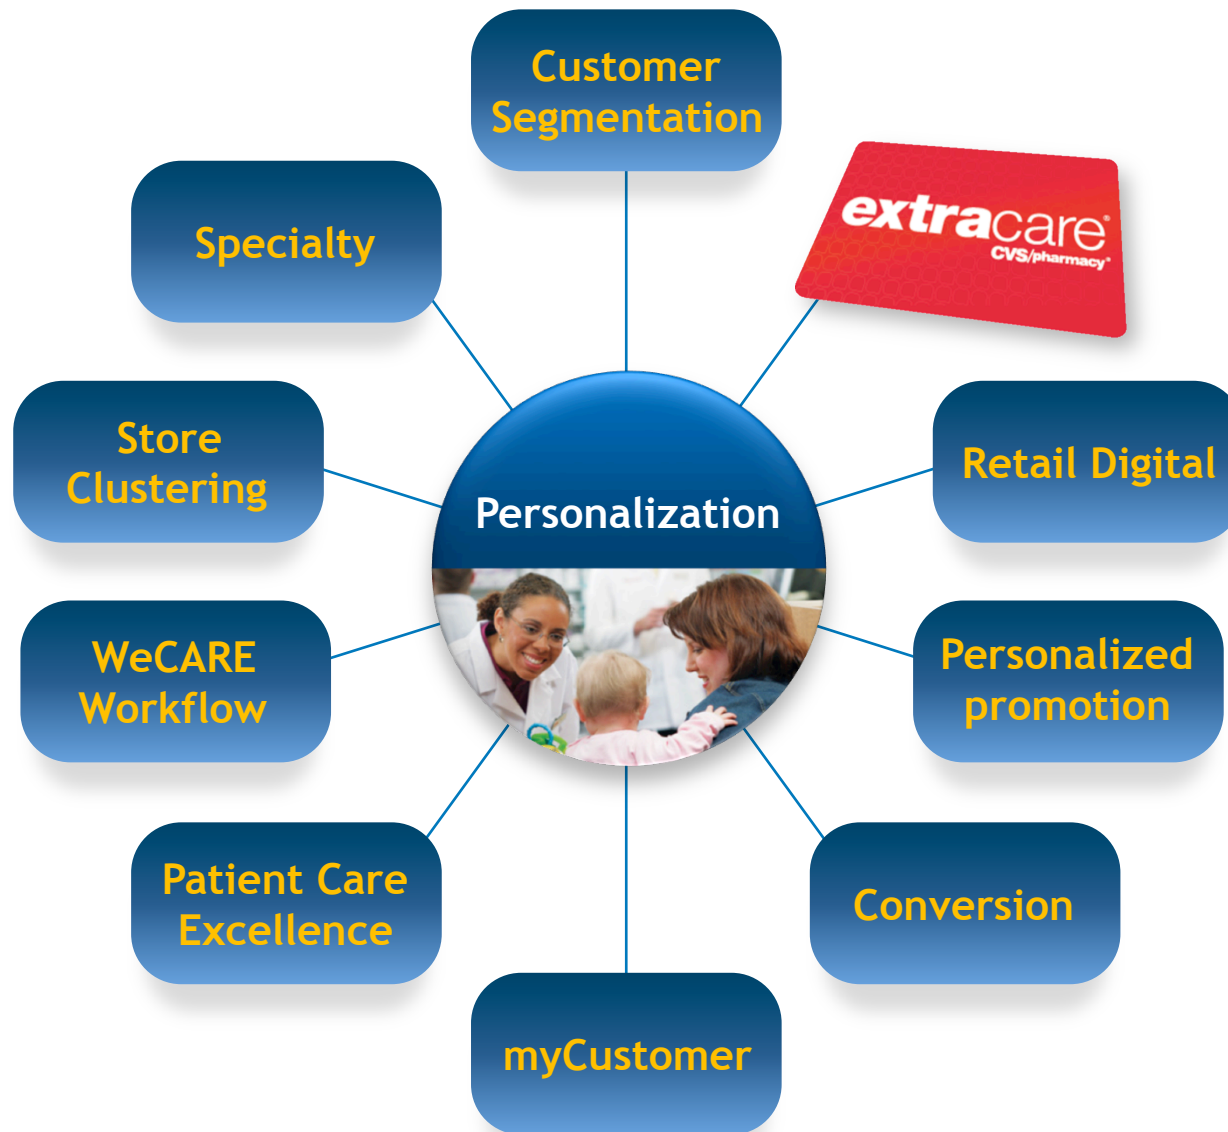 Customer
Segmentation
extracare®
CVS/pharmacy®
Specialty
Store
Clustering
Retail Digital
Personalization
WeCARE
Workflow
Personalized
promotion
Patient Care
Excellence
Conversion
myCustomer